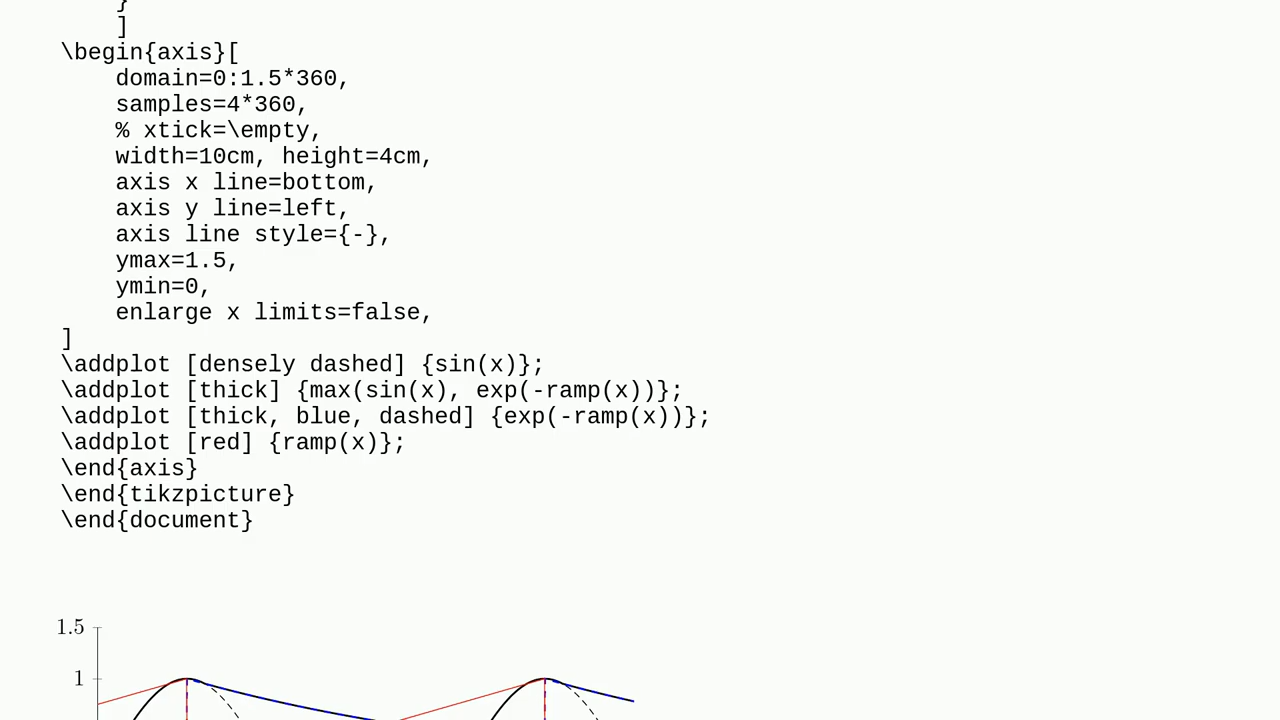 }
]
\begin{axis}[
domain=0:1.5*360,
samples=4*360,
% xtick=\empty,
width=10cm, height=4cm,
axis x line=bottom,
axis y line=left,
axis line style={-},
ymax=1.5,
ymin=0,
enlarge x limits=false,
]
\addplot [densely dashed] {sin(x)};
\addplot [thick] {max(sin(x), exp(-ramp(x))};
\addplot [thick, blue, dashed] {exp(-ramp(x))};
\addplot [red] {ramp(x)};
\end{axis}
\end{tikzpicture}
\end{document}
1.5
1